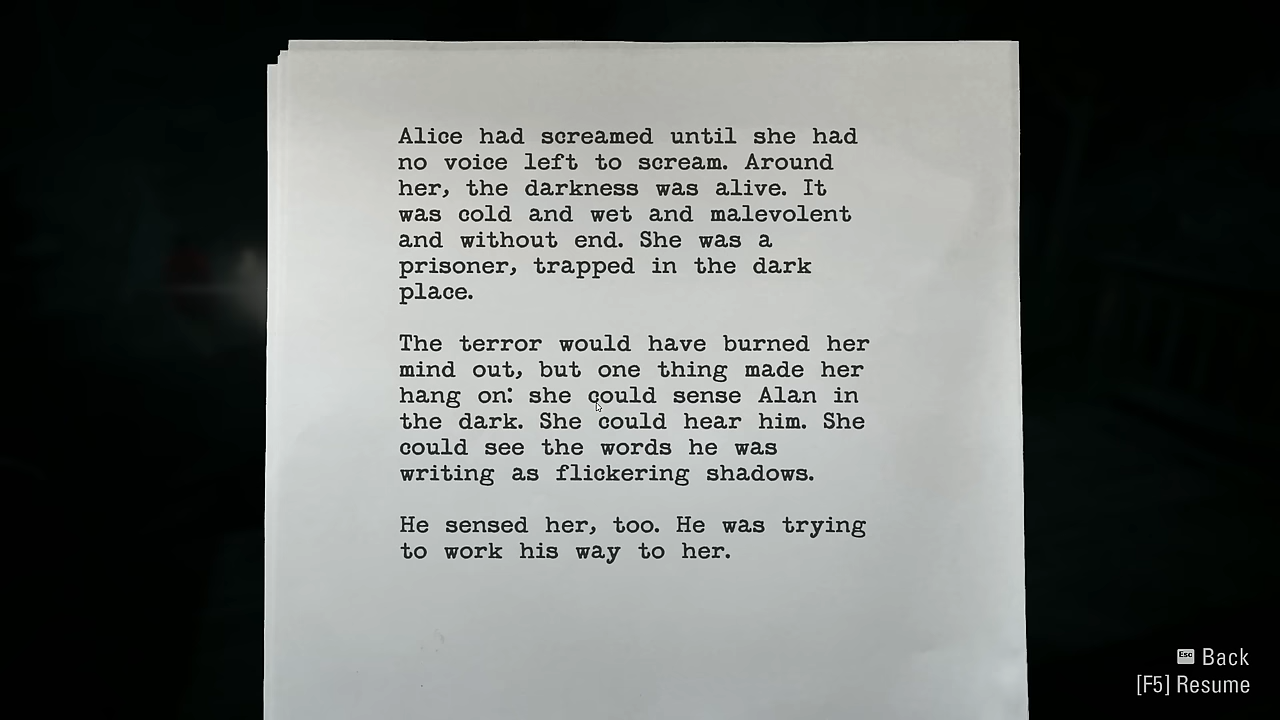 Alice had screamed until she had
no voice left to scream. Around
her, the darkness was alive. It
was cold and wet and malevolent
and without end. She was a
prisoner, trapped in the dark
place.
The terror would have burned her
mind out, but one thing made her
hang on: she could sense Alan in
the dark. She could hear him. She
could see the words he was
writing as flickering shadows.
He sensed her, too. He was trying
to work his way to her.
Esc Back
[F5] Resume